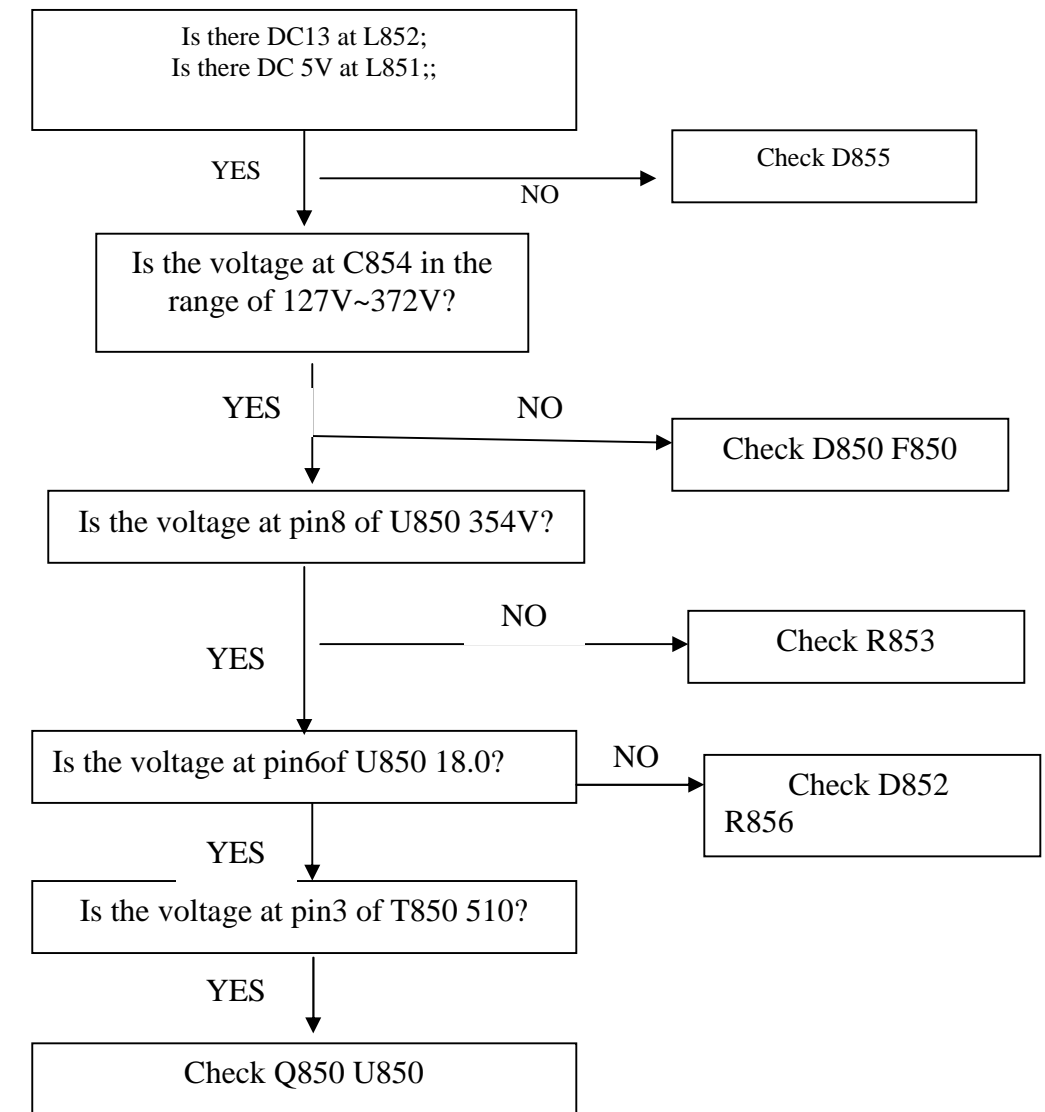 Is there DC13 at L852;
Is there DC 5V at L851;;
YES
NO
Check D855
Is the voltage at C854 in the
range of 127V~372V?
YES
NO
Check D850 F850
Is the voltage at pin8 of U850 354V?
NO
YES
Check R853
Is the voltage at pin6of U850 18.0?
NO
Check D852
R856
YES
Is the voltage at pin3 of T850 510?
YES
Check Q850 U850